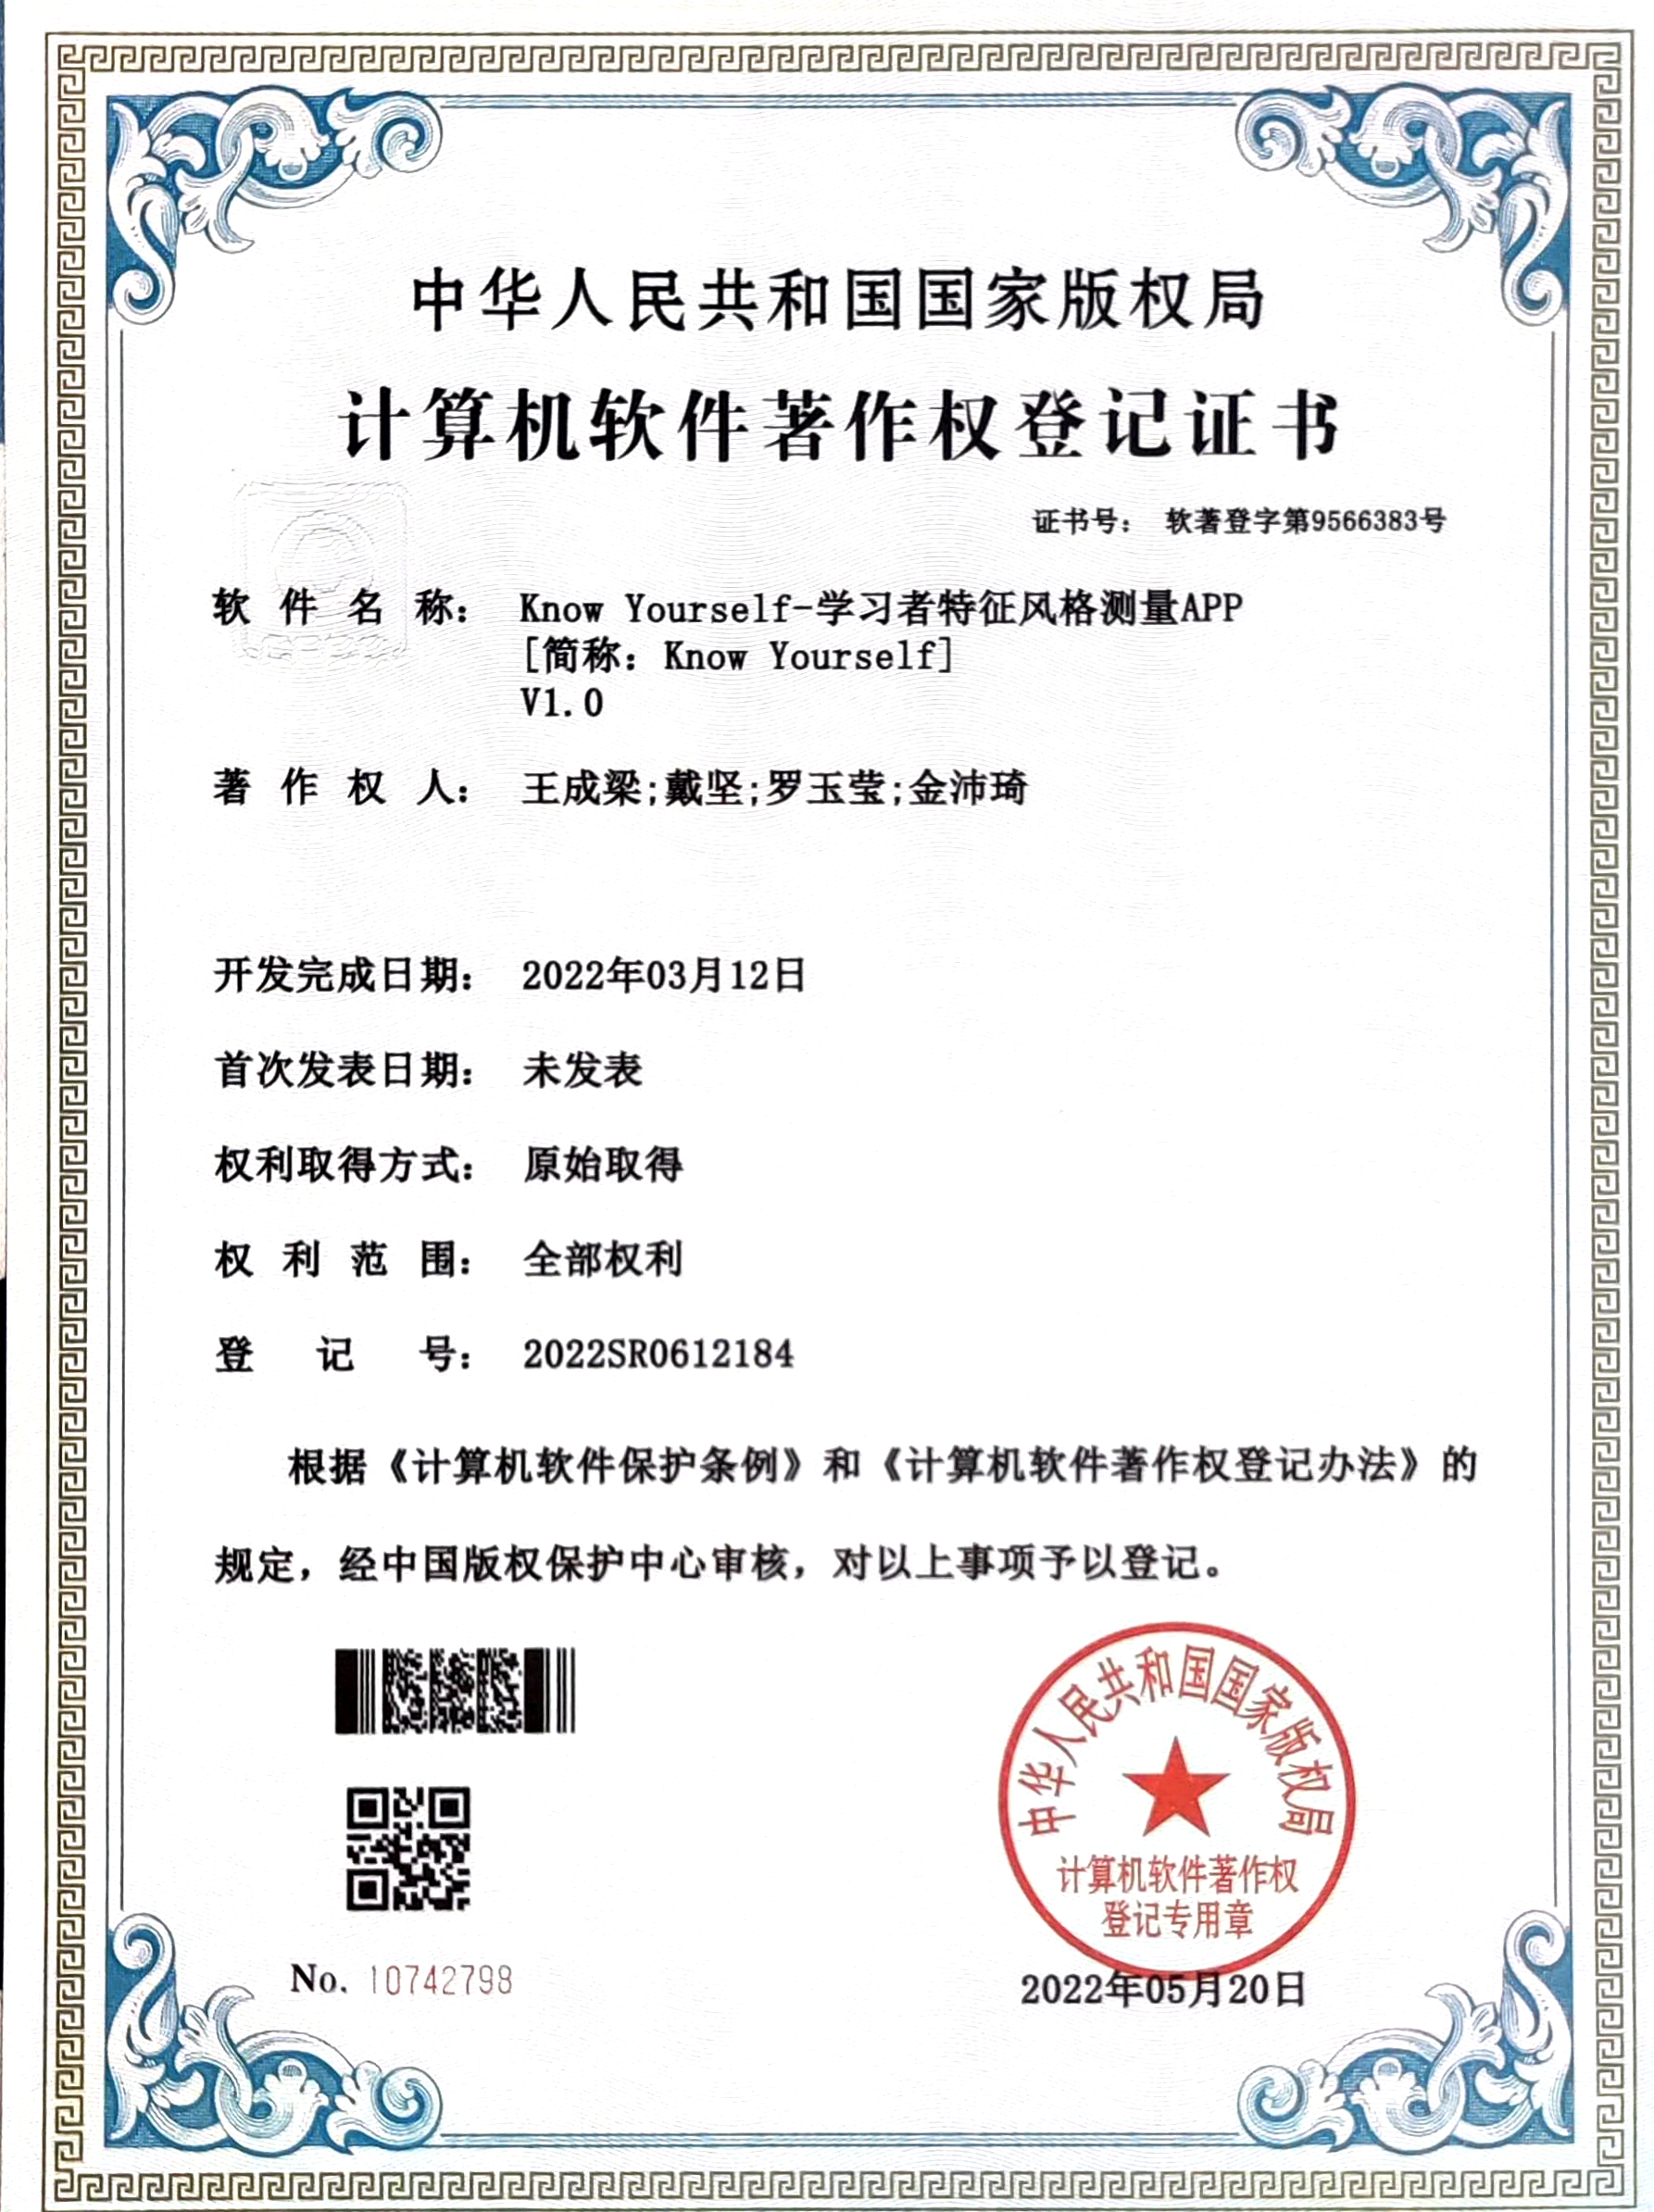 中华人民共和国国家版权局
计算机软件著作权登记证书
证书号： 软著登字第9566383号
软件名称： Know Yourself-学习者特征风格测量APP
[简称：Know Yourself]
V1.0
著作权人： 王成梁;戴坚;罗玉莹;金沛琦
开发完成日期： 2022年03月12日
首次发表日期： 未发表
权利取得方式： 原始取得
权利范围： 全部权利
登记号： 2022SR0612184
根据《计算机软件保护条例》和《计算机软件著作权登记办法》的
规定，经中国版权保护中心审核，对以上事项予以登记。
中华人民共和国国家版权局
计算机软件著作权
登记专用章
No. 10742798
2022年05月20日